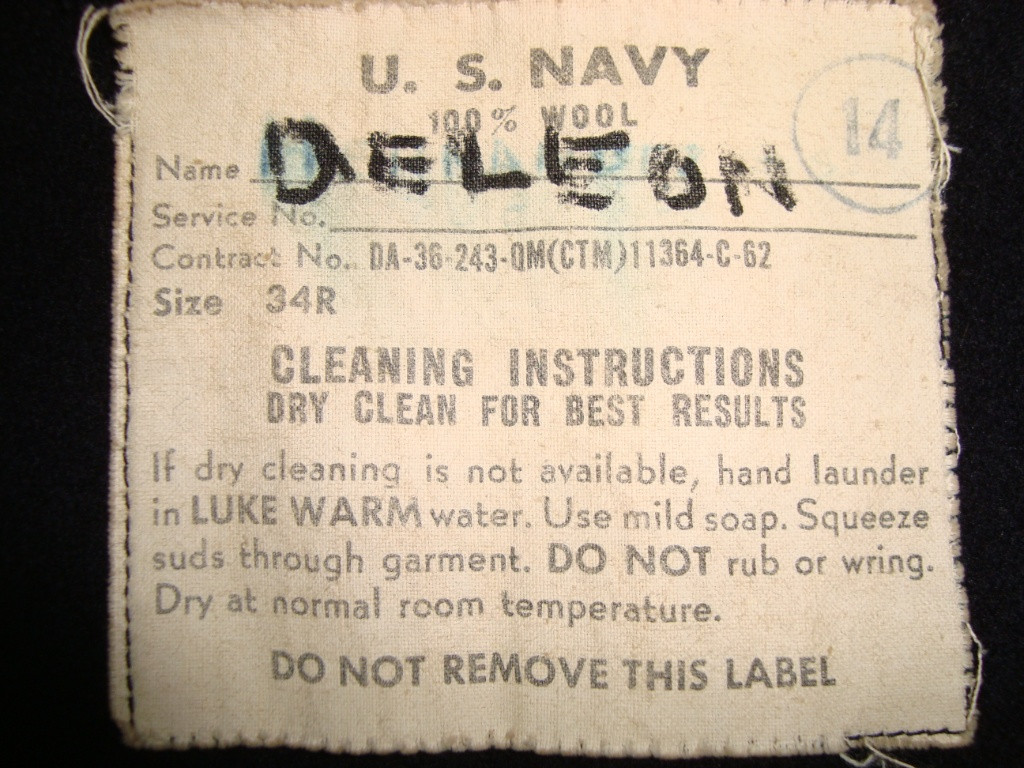 U. S. NAVY
100% WOOL
14
Name DELEON
Service No.
Contract No. DA-36-243-QM(CTM)11364-C-62
Size 34R
CLEANING INSTRUCTIONS
DRY CLEAN FOR BEST RESULTS
If dry cleaning is not available, hand launder
in LUKE WARM water. Use mild soap. Squeeze
suds through garment. DO NOT rub or wring.
Dry at normal room temperature.
DO NOT REMOVE THIS LABEL